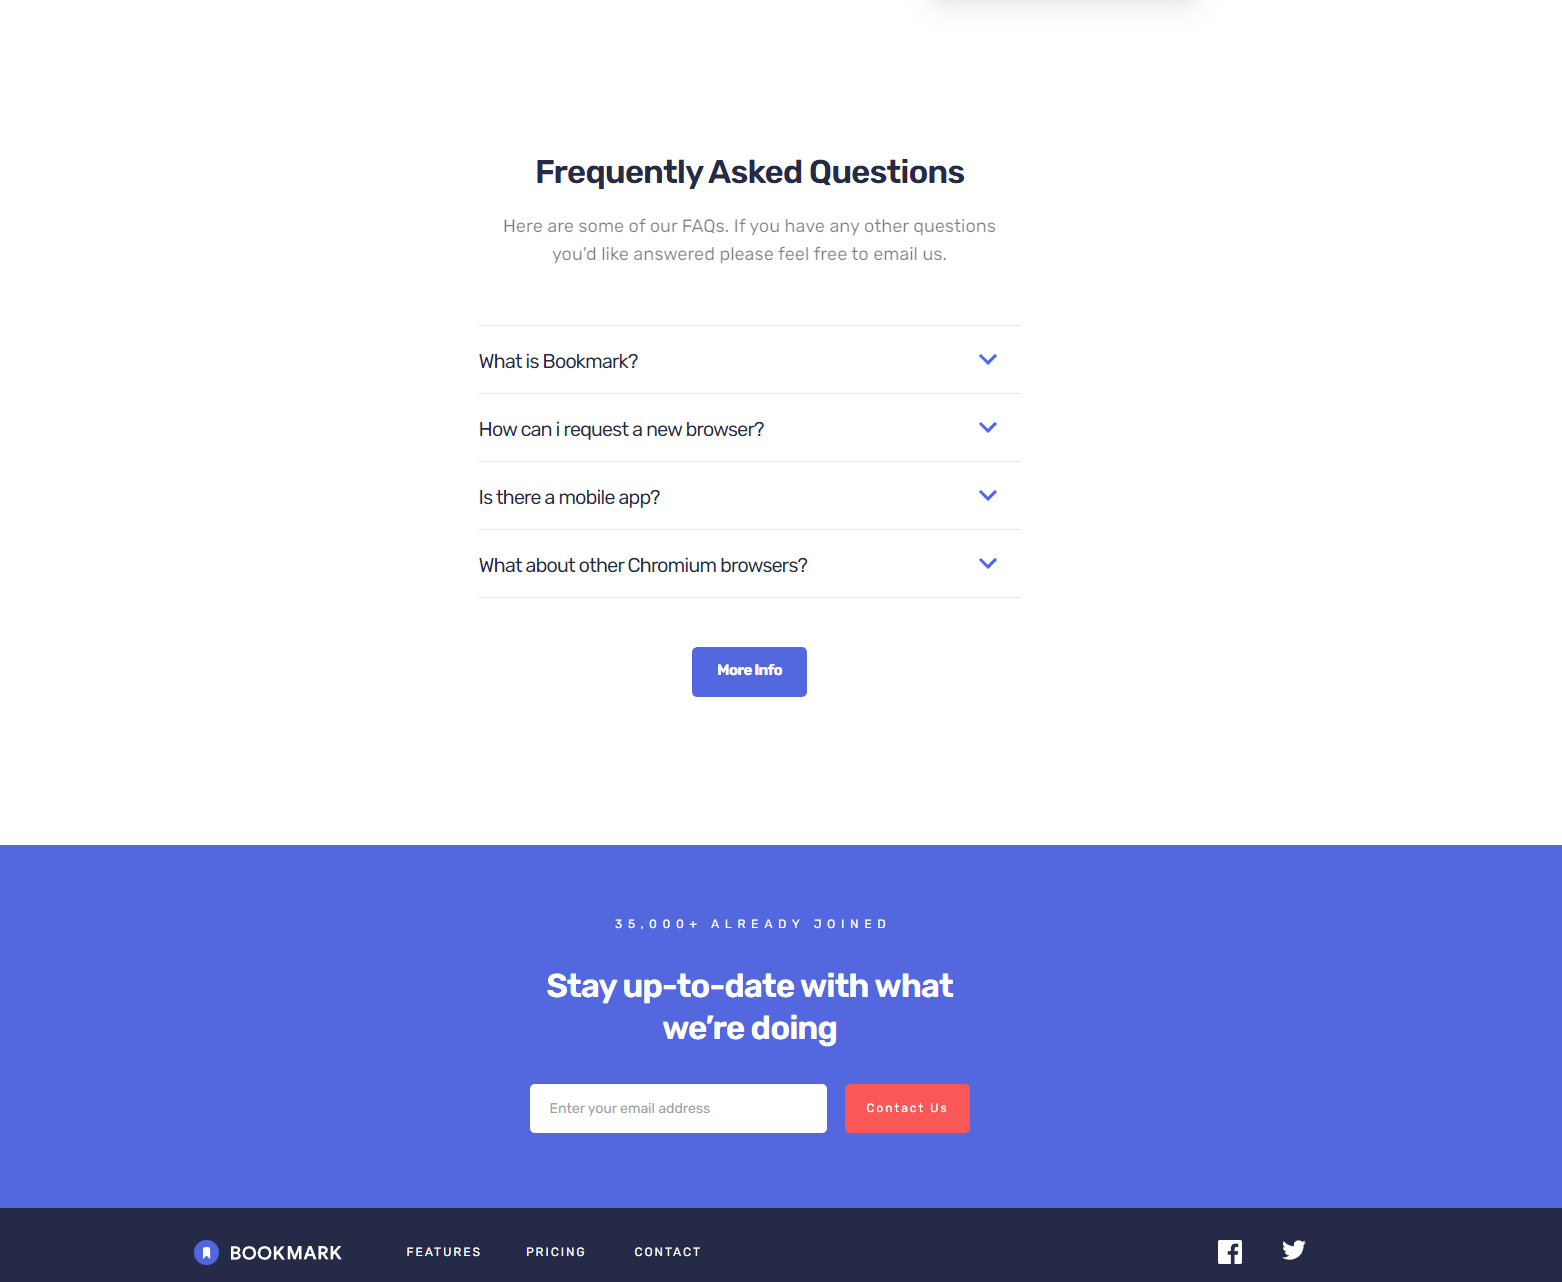 Frequently Asked Questions
Here are some of our FAQs. If you have any other questions
you'd like answered please feel free to email us.
What is Bookmark?
How can i request a new browser?
Is there a mobile app?
What about other Chromium browsers?
More Info
35,000+ ALREADY JOINED
Stay up-to-date with what
we’re doing
Enter your email address
Contact Us
BOOKMARK
FEATURES
PRICING
CONTACT